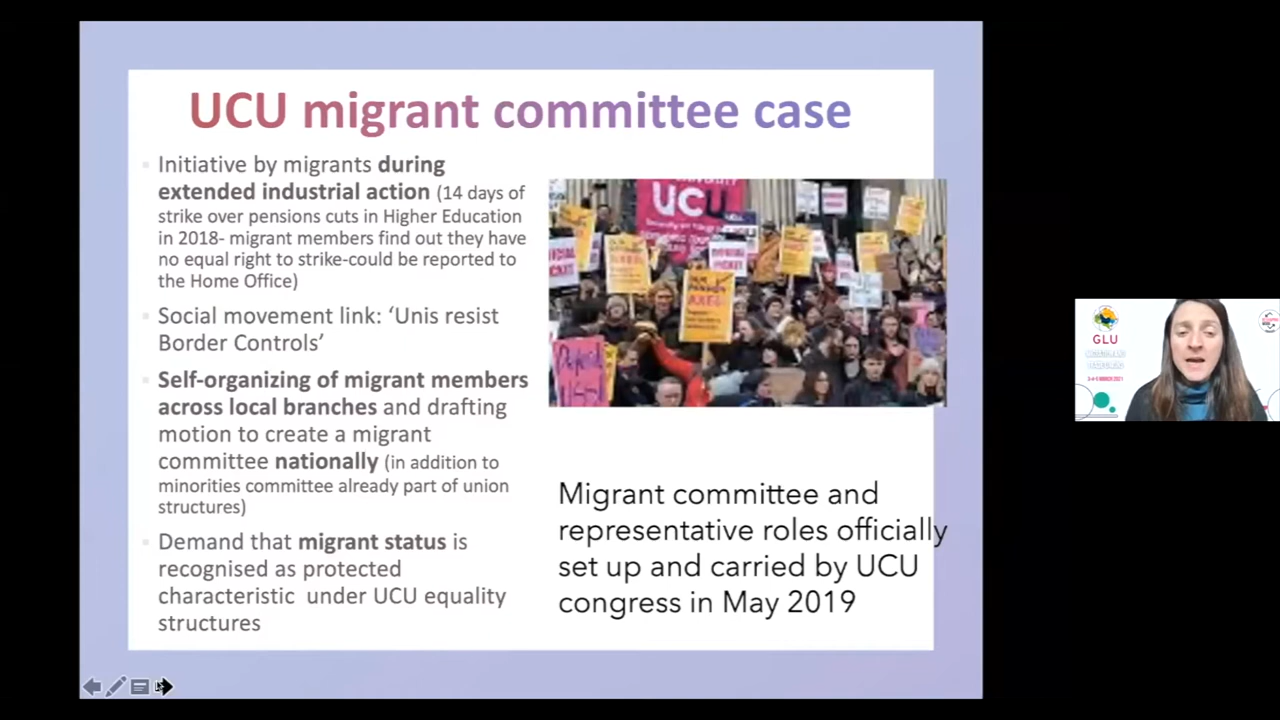 UCU migrant committee case
Initiative by migrants during
extended industrial action (14 days of
strike over pensions cuts in Higher Education
in 2018- migrant members find out they have
no equal right to strike-could be reported to
the Home Office)
Social movement link: ‘Unis resist
Border Controls’
Self-organizing of migrant members
across local branches and drafting
motion to create a migrant
committee nationally (in addition to
minorities committee already part of union
structures)
Demand that migrant status is
recognised as protected
characteristic under UCU equality
structures
UCU
OFFICIAL
PICKET
Migrant committee and
representative roles officially
set up and carried by UCU
congress in May 2019
GLU